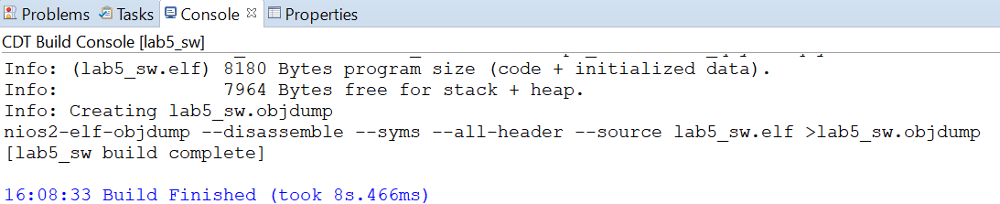 Problems Tasks Console Properties
CDT Build Console [lab5_sw]
Info: (lab5_sw.elf) 8180 Bytes program size (code + initialized data).
Info:               7964 Bytes free for stack + heap.
Info: Creating lab5_sw.objdump
nios2-elf-objdump --disassemble --syms --all-header --source lab5_sw.elf >lab5_sw.objdump
[lab5_sw build complete]
16:08:33 Build Finished (took 8s.466ms)